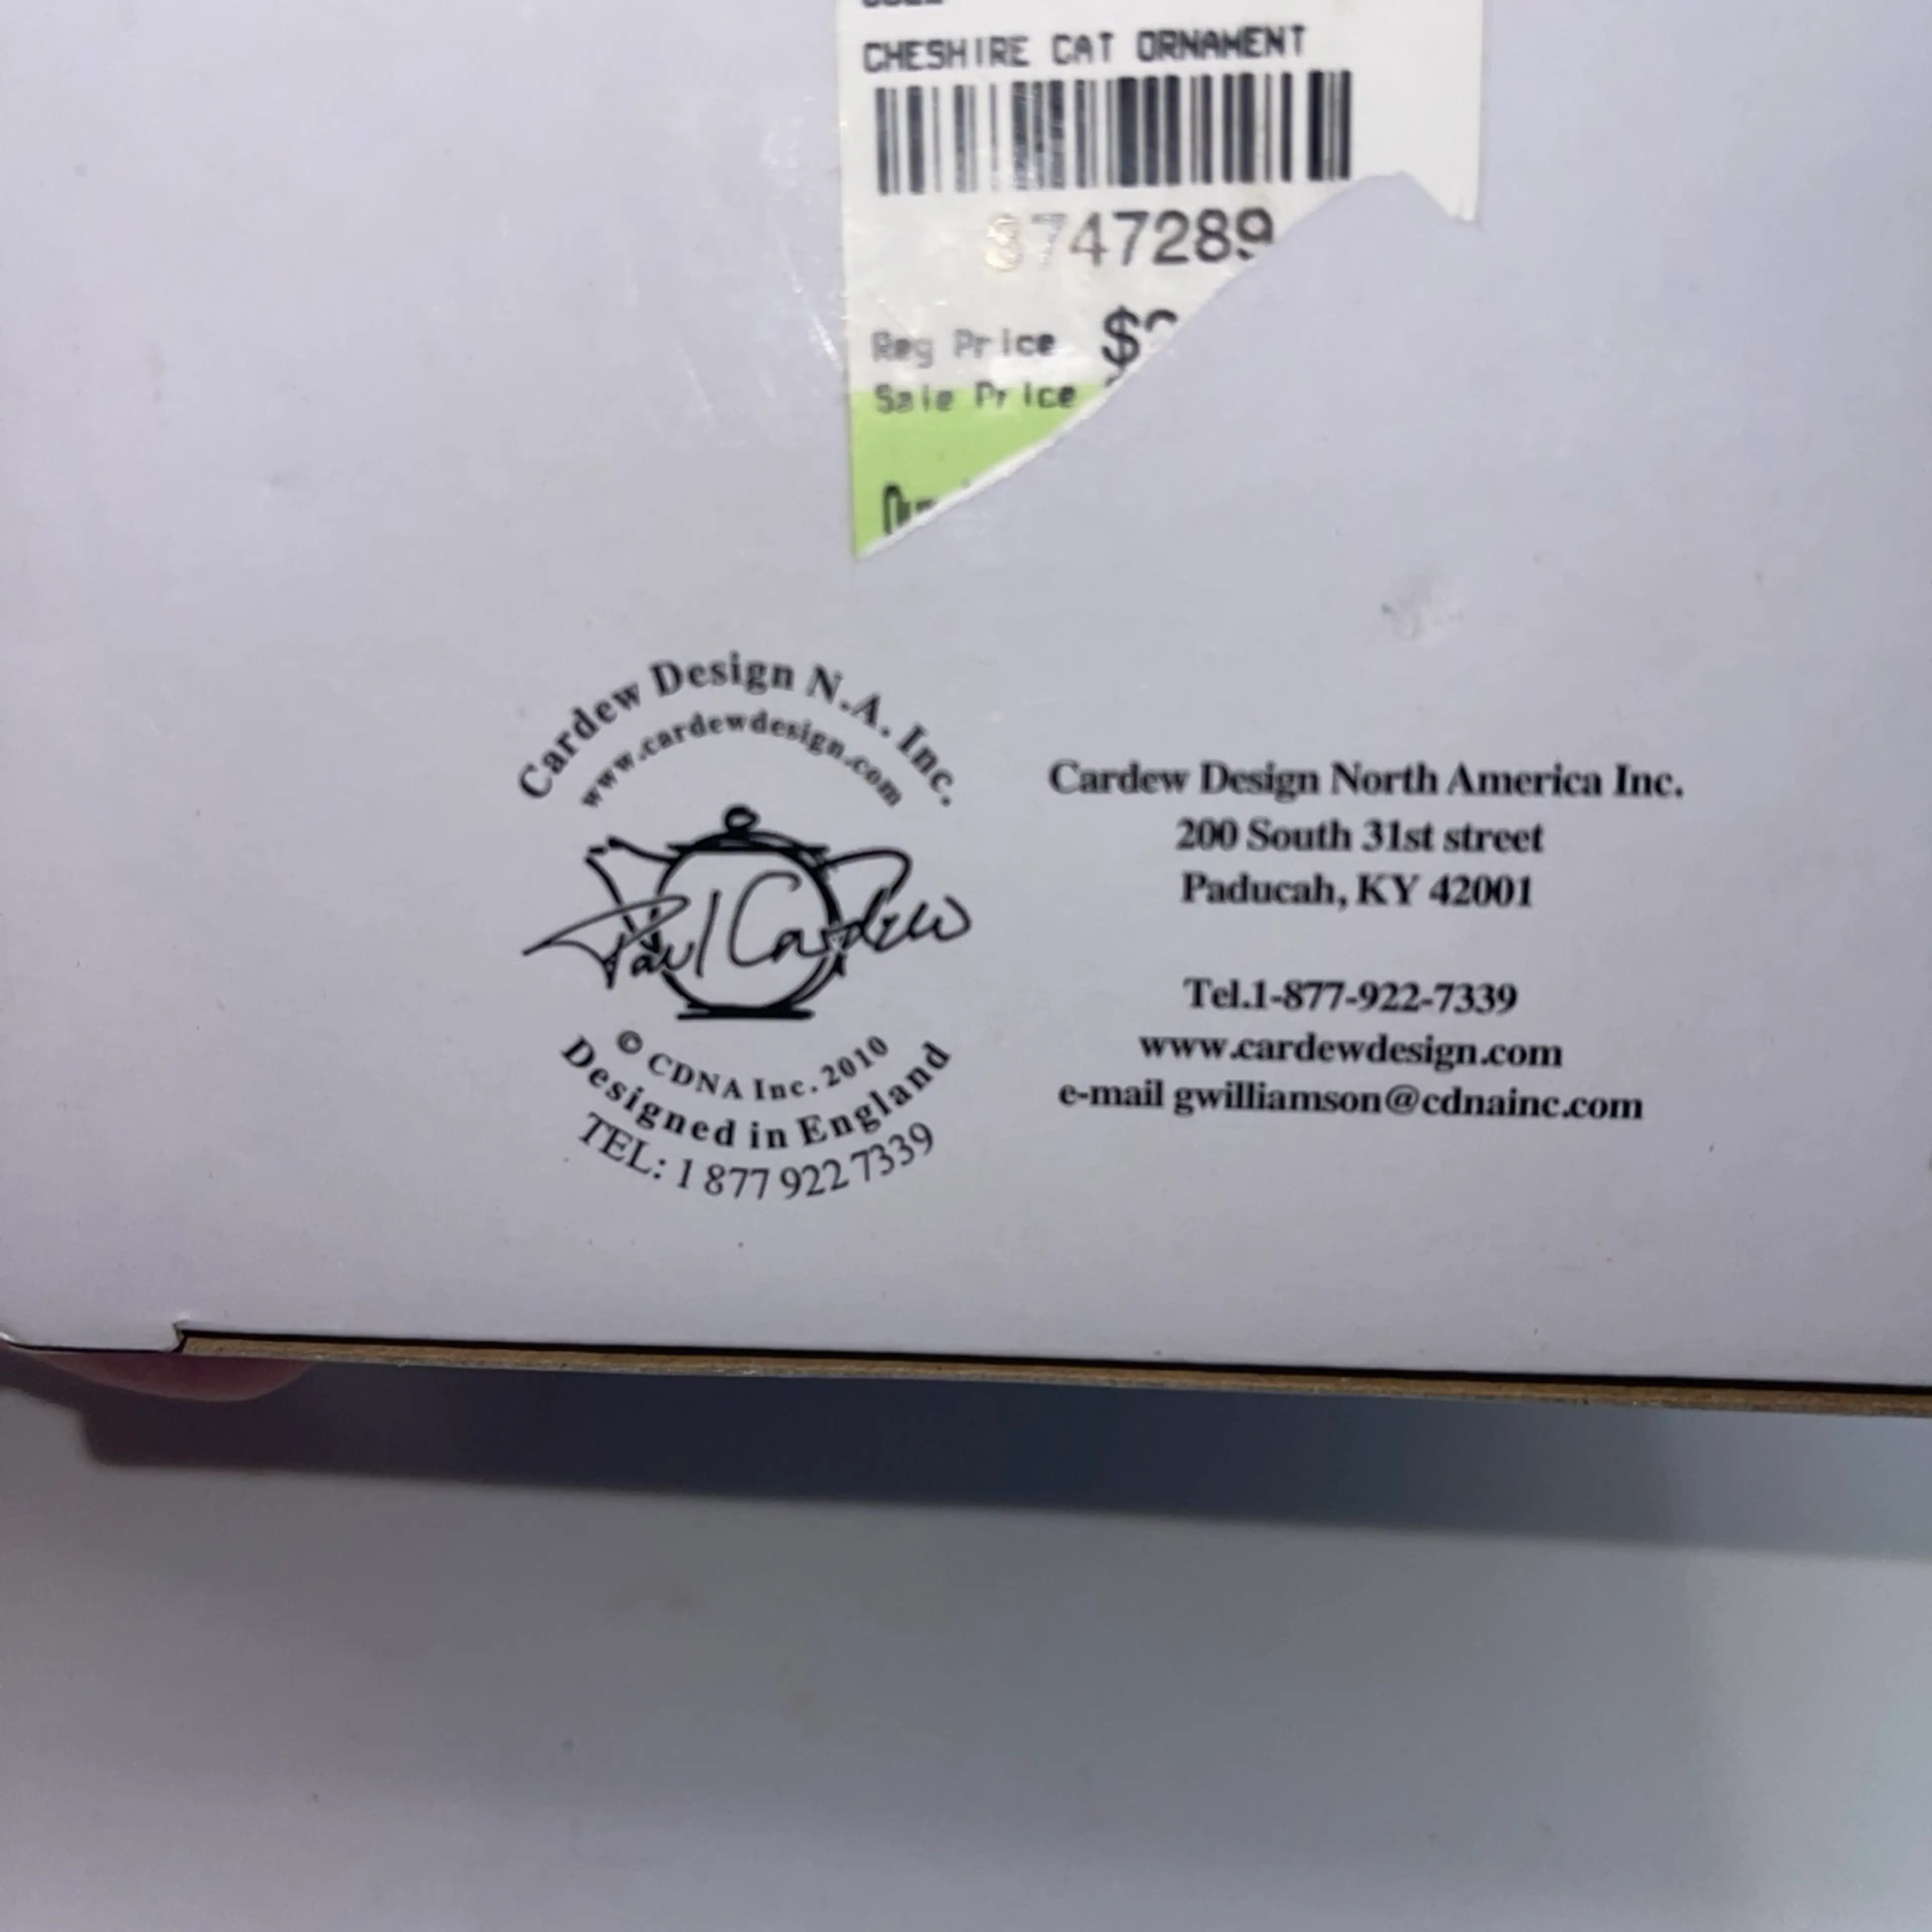 CHESHIRE CAT ORNAMENT
3747289
Reg Price $
Sale Price
Cardew Design N.A. Inc.
www.cardewdesign.com
Paul Cardew
© CDNA Inc. 2010
Designed in England
TEL: 1 877 922 7339
Cardew Design North America Inc.
200 South 31st street
Paducah, KY 42001
Tel.1-877-922-7339
www.cardewdesign.com
e-mail gwilliamson@cdnainc.com